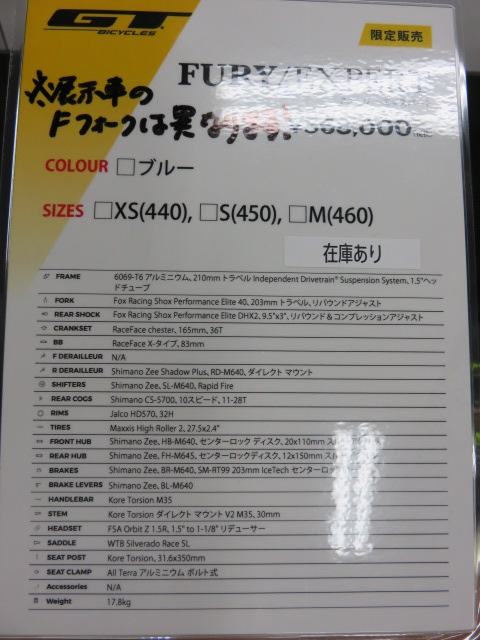 GT
BICYCLES
限定販売
FURY/EXPERT
※展示車の
Fフォークは異なります!
COLOUR □ブルー
SIZES □XS(440), □S(450), □M(460)
在庫あり
FRAME 6069-T6 アルミニウム、210mm トラベル Independent Drivetrain® Suspension System、1.5"ヘッ
ドチューブ
FORK Fox Racing Shox Performance Elite 40、203mm トラベル、リバウンドアジャスト
REAR SHOCK Fox Racing Shox Performance Elite DHX2、9.5"x3"、リバウンド＆コンプレッションアジャスト
CRANKSET RaceFace chester、165mm、36T
BB RaceFace X-タイプ、83mm
F DERAILLEUR N/A
R DERAILLEUR Shimano Zee Shadow Plus、RD-M640、ダイレクト マウント
SHIFTERS Shimano Zee、SL-M640、Rapid Fire
REAR COGS Shimano CS-5700、10スピード、11-28T
RIMS Jalco HD570、32H
TIRES Maxxis High Roller 2、27.5x2.4"
FRONT HUB Shimano Zee、HB-M640、センターロック ディスク、20x110mm
REAR HUB Shimano Zee、FH-M645、センターロックディスク、12x150mm
BRAKES Shimano Zee、BR-M640、SM-RT99 203mm IceTech センターロック
BRAKE LEVERS Shimano Zee、BL-M640
HANDLEBAR Kore Torsion M35
STEM Kore Torsion ダイレクト マウント V2 M35、30mm
HEADSET FSA Orbit Z 1.5R、1.5" to 1-1/8" リデューサー
SADDLE WTB Silverado Race SL
SEAT POST Kore Torsion、31.6x350mm
SEAT CLAMP All Terra アルミニウム ボルト式
Accessories N/A
Weight 17.8kg